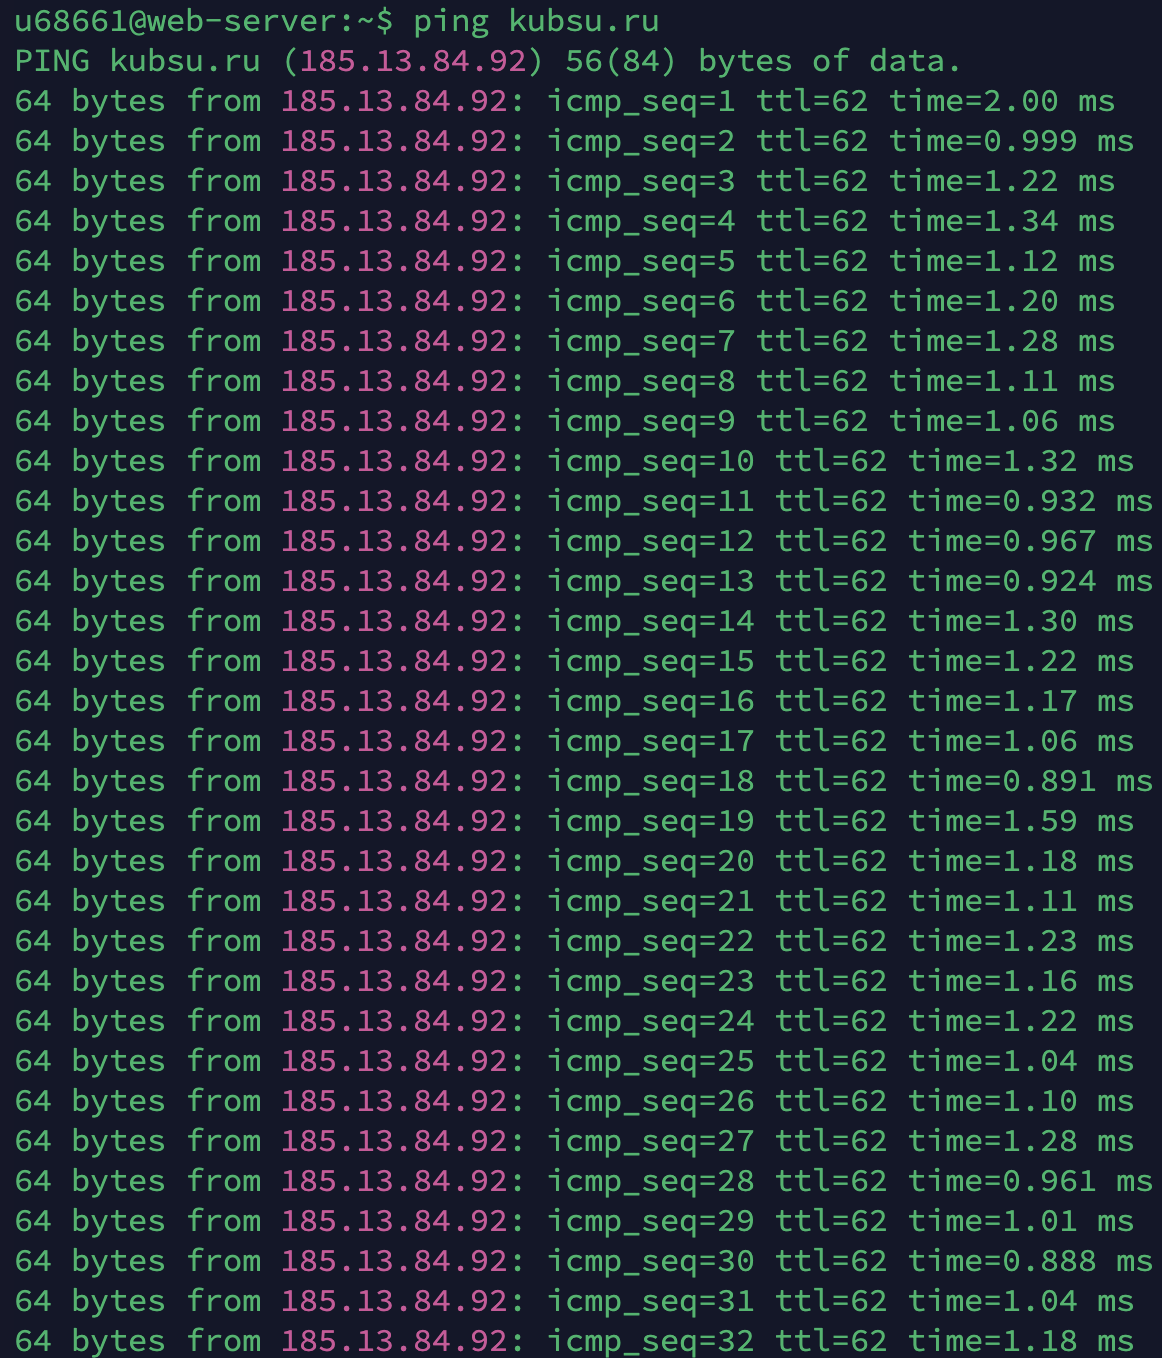 u68661@web-server:~$ ping kubsu.ru
PING kubsu.ru (185.13.84.92) 56(84) bytes of data.
64 bytes from 185.13.84.92: icmp_seq=1 ttl=62 time=2.00 ms
64 bytes from 185.13.84.92: icmp_seq=2 ttl=62 time=0.999 ms
64 bytes from 185.13.84.92: icmp_seq=3 ttl=62 time=1.22 ms
64 bytes from 185.13.84.92: icmp_seq=4 ttl=62 time=1.34 ms
64 bytes from 185.13.84.92: icmp_seq=5 ttl=62 time=1.12 ms
64 bytes from 185.13.84.92: icmp_seq=6 ttl=62 time=1.20 ms
64 bytes from 185.13.84.92: icmp_seq=7 ttl=62 time=1.28 ms
64 bytes from 185.13.84.92: icmp_seq=8 ttl=62 time=1.11 ms
64 bytes from 185.13.84.92: icmp_seq=9 ttl=62 time=1.06 ms
64 bytes from 185.13.84.92: icmp_seq=10 ttl=62 time=1.32 ms
64 bytes from 185.13.84.92: icmp_seq=11 ttl=62 time=0.932 ms
64 bytes from 185.13.84.92: icmp_seq=12 ttl=62 time=0.967 ms
64 bytes from 185.13.84.92: icmp_seq=13 ttl=62 time=0.924 ms
64 bytes from 185.13.84.92: icmp_seq=14 ttl=62 time=1.30 ms
64 bytes from 185.13.84.92: icmp_seq=15 ttl=62 time=1.22 ms
64 bytes from 185.13.84.92: icmp_seq=16 ttl=62 time=1.17 ms
64 bytes from 185.13.84.92: icmp_seq=17 ttl=62 time=1.06 ms
64 bytes from 185.13.84.92: icmp_seq=18 ttl=62 time=0.891 ms
64 bytes from 185.13.84.92: icmp_seq=19 ttl=62 time=1.59 ms
64 bytes from 185.13.84.92: icmp_seq=20 ttl=62 time=1.18 ms
64 bytes from 185.13.84.92: icmp_seq=21 ttl=62 time=1.11 ms
64 bytes from 185.13.84.92: icmp_seq=22 ttl=62 time=1.23 ms
64 bytes from 185.13.84.92: icmp_seq=23 ttl=62 time=1.16 ms
64 bytes from 185.13.84.92: icmp_seq=24 ttl=62 time=1.22 ms
64 bytes from 185.13.84.92: icmp_seq=25 ttl=62 time=1.04 ms
64 bytes from 185.13.84.92: icmp_seq=26 ttl=62 time=1.10 ms
64 bytes from 185.13.84.92: icmp_seq=27 ttl=62 time=1.28 ms
64 bytes from 185.13.84.92: icmp_seq=28 ttl=62 time=0.961 ms
64 bytes from 185.13.84.92: icmp_seq=29 ttl=62 time=1.01 ms
64 bytes from 185.13.84.92: icmp_seq=30 ttl=62 time=0.888 ms
64 bytes from 185.13.84.92: icmp_seq=31 ttl=62 time=1.04 ms
64 bytes from 185.13.84.92: icmp_seq=32 ttl=62 time=1.18 ms